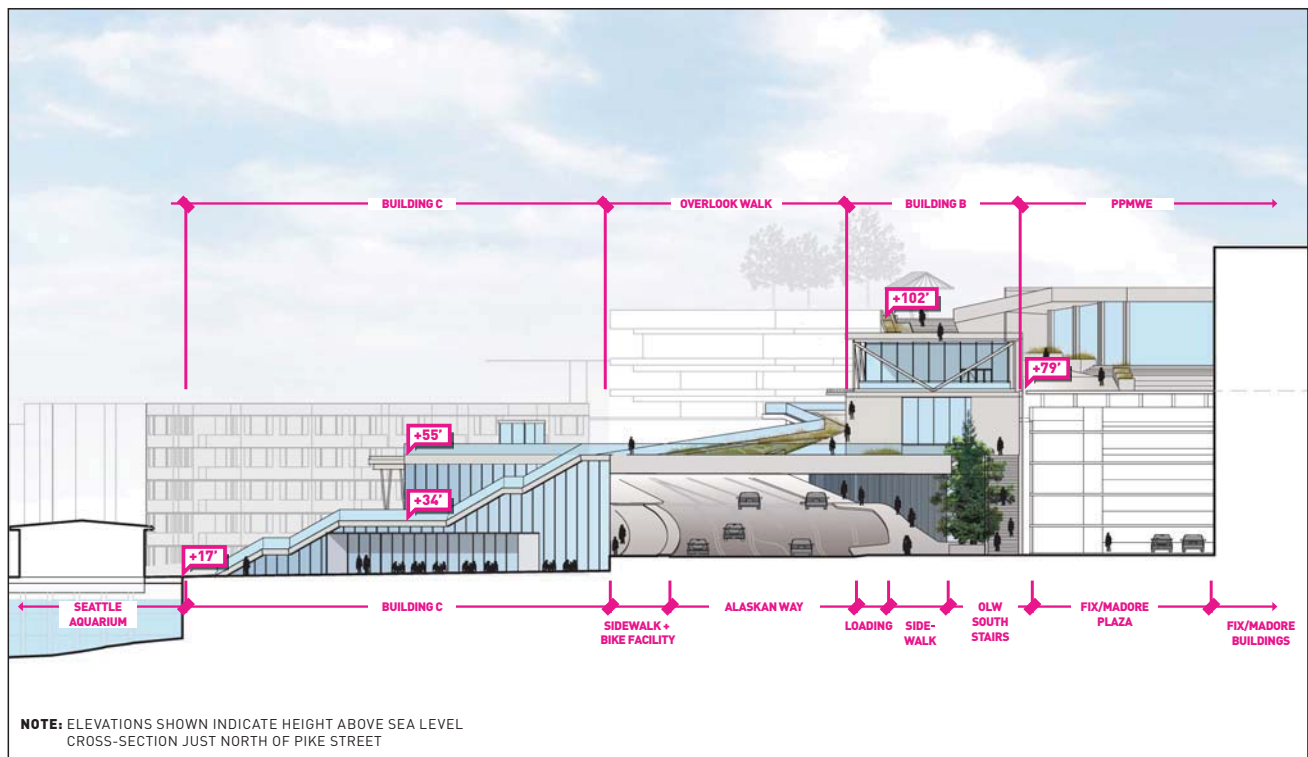 BUILDING C
OVERLOOK WALK
BUILDING B
PPMWE
+102’
+79’
+55’
+34’
+17’
SEATTLE
AQUARIUM
BUILDING C
SIDEWALK +
BIKE FACILITY
ALASKAN WAY
LOADING
SIDE-
WALK
OLW
SOUTH
STAIRS
FIX/MADORE
PLAZA
FIX/MADORE
BUILDINGS
NOTE: ELEVATIONS SHOWN INDICATE HEIGHT ABOVE SEA LEVEL
CROSS-SECTION JUST NORTH OF PIKE STREET